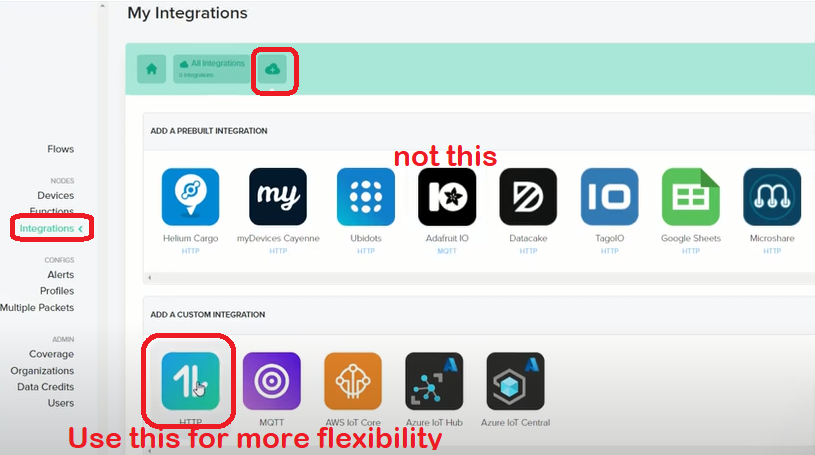 My Integrations
All Integrations
0 Integrations
Flows
NODES
Devices
Functions
Integrations <
CONFIGS
Alerts
Profiles
Multiple Packets
ADMIN
Coverage
Organizations
Data Credits
Users
ADD A PREBUILT INTEGRATION
not this
my
IO
IO
Helium Cargo
HTTP
myDevices Cayenne
HTTP
Ubidots
HTTP
Adafruit IO
MQTT
Datacake
HTTP
TagoIO
HTTP
Google Sheets
HTTP
Microshare
HTTP
ADD A CUSTOM INTEGRATION
HTTP
MQTT
AWS IoT Core
Azure IoT Hub
Azure IoT Central
Use this for more flexibility